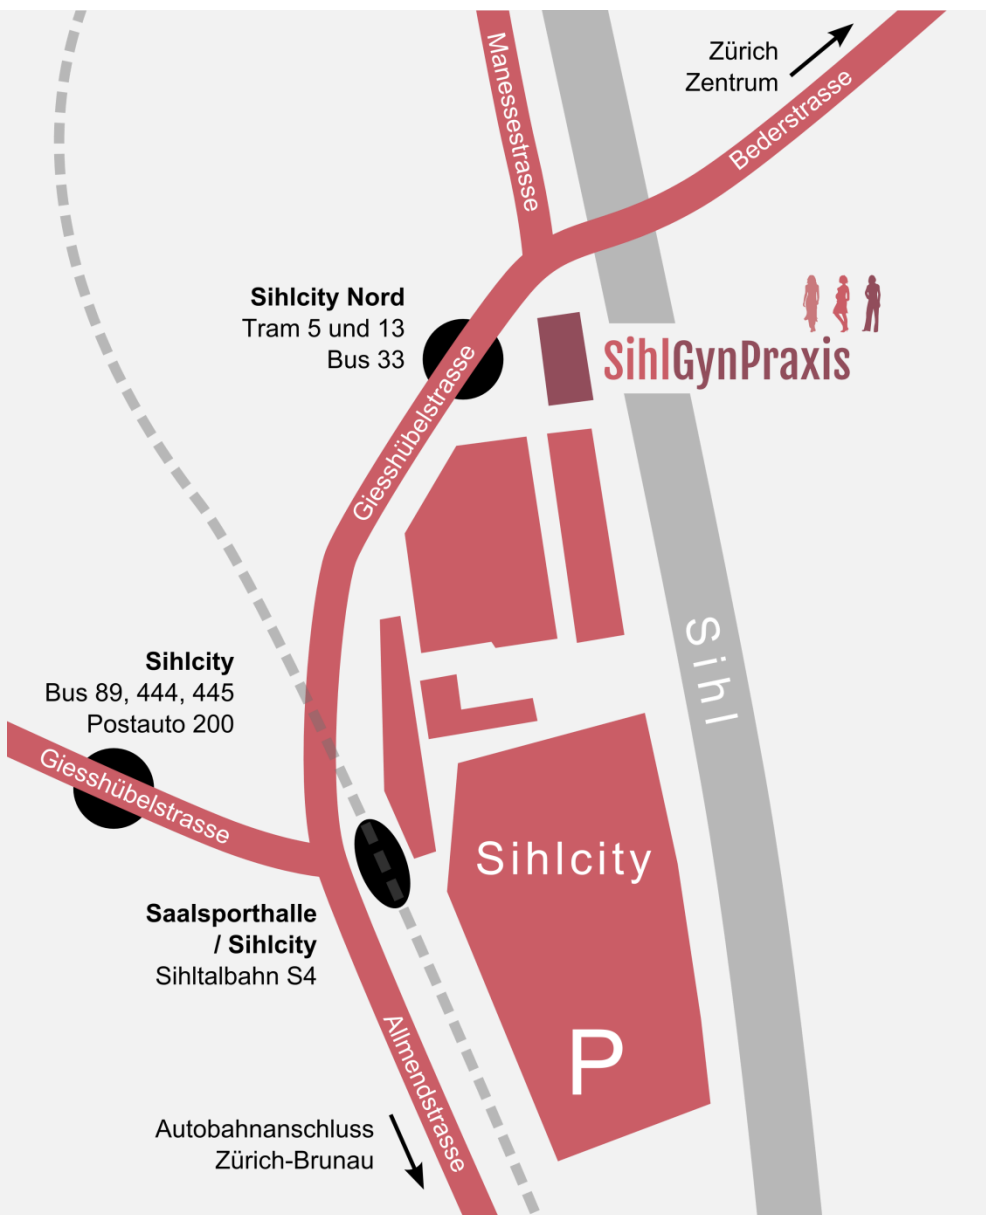 Zürich
Zentrum
Manessestrasse
Bederstrasse
Sihlcity Nord
Tram 5 und 13
Bus 33
SihlGynPraxis
Giesshübelstrasse
Sihl
Sihlcity
Bus 89, 444, 445
Postauto 200
Giesshübelstrasse
Sihlcity
Saalsporthalle
/ Sihlcity
Sihltalbahn S4
P
Allmendstrasse
Autobahnanschluss
Zürich-Brunau